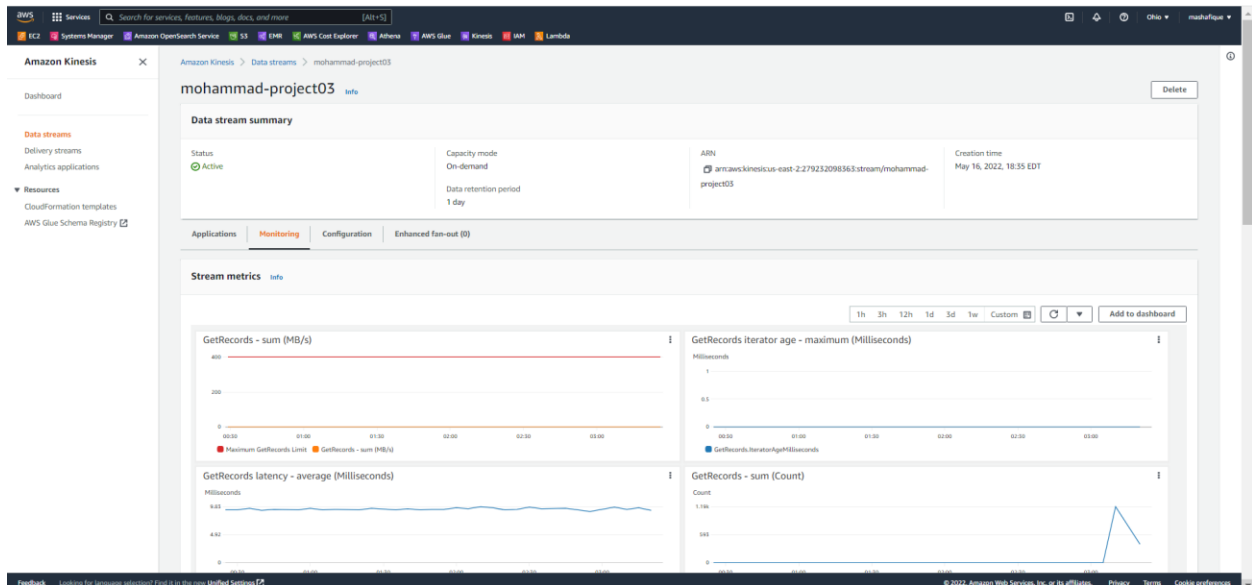 aws Services Search for services, features, blogs, docs, and more [Alt+S] Ohio mashafique
EC2 Systems Manager Amazon OpenSearch Service S3 EMR AWS Cost Explorer Athena AWS Glue Kinesis IAM Lambda
Amazon Kinesis
Dashboard
Data streams
Delivery streams
Analytics applications
Resources
CloudFormation templates
AWS Glue Schema Registry
Amazon Kinesis > Data streams > mohammad-project03
mohammad-project03 Info
Delete
Data stream summary
Status
Active
Capacity mode
On-demand
Data retention period
1 day
ARN
arn:aws:kinesis:us-east-2:279232098363:stream/mohammad-
project03
Creation time
May 16, 2022, 18:35 EDT
Applications Monitoring Configuration Enhanced fan-out (0)
Stream metrics Info
1h 3h 12h 1d 3d 1w Custom Add to dashboard
GetRecords - sum (MB/s)
400
200
0
00:30 01:00 01:30 02:00 02:30 03:00
Maximum GetRecords Limit GetRecords - sum (MB/s)
GetRecords iterator age - maximum (Milliseconds)
Milliseconds
1
0.5
0
00:30 01:00 01:30 02:00 02:30 03:00
GetRecords.IteratorAgeMilliseconds
GetRecords latency - average (Milliseconds)
Milliseconds
4.92
0
GetRecords - sum (Count)
Count
0
Feedback Looking for language selection? Find it in the new Unified Settings © 2022, Amazon Web Services, Inc. or its affiliates. Privacy Terms Cookie preferences